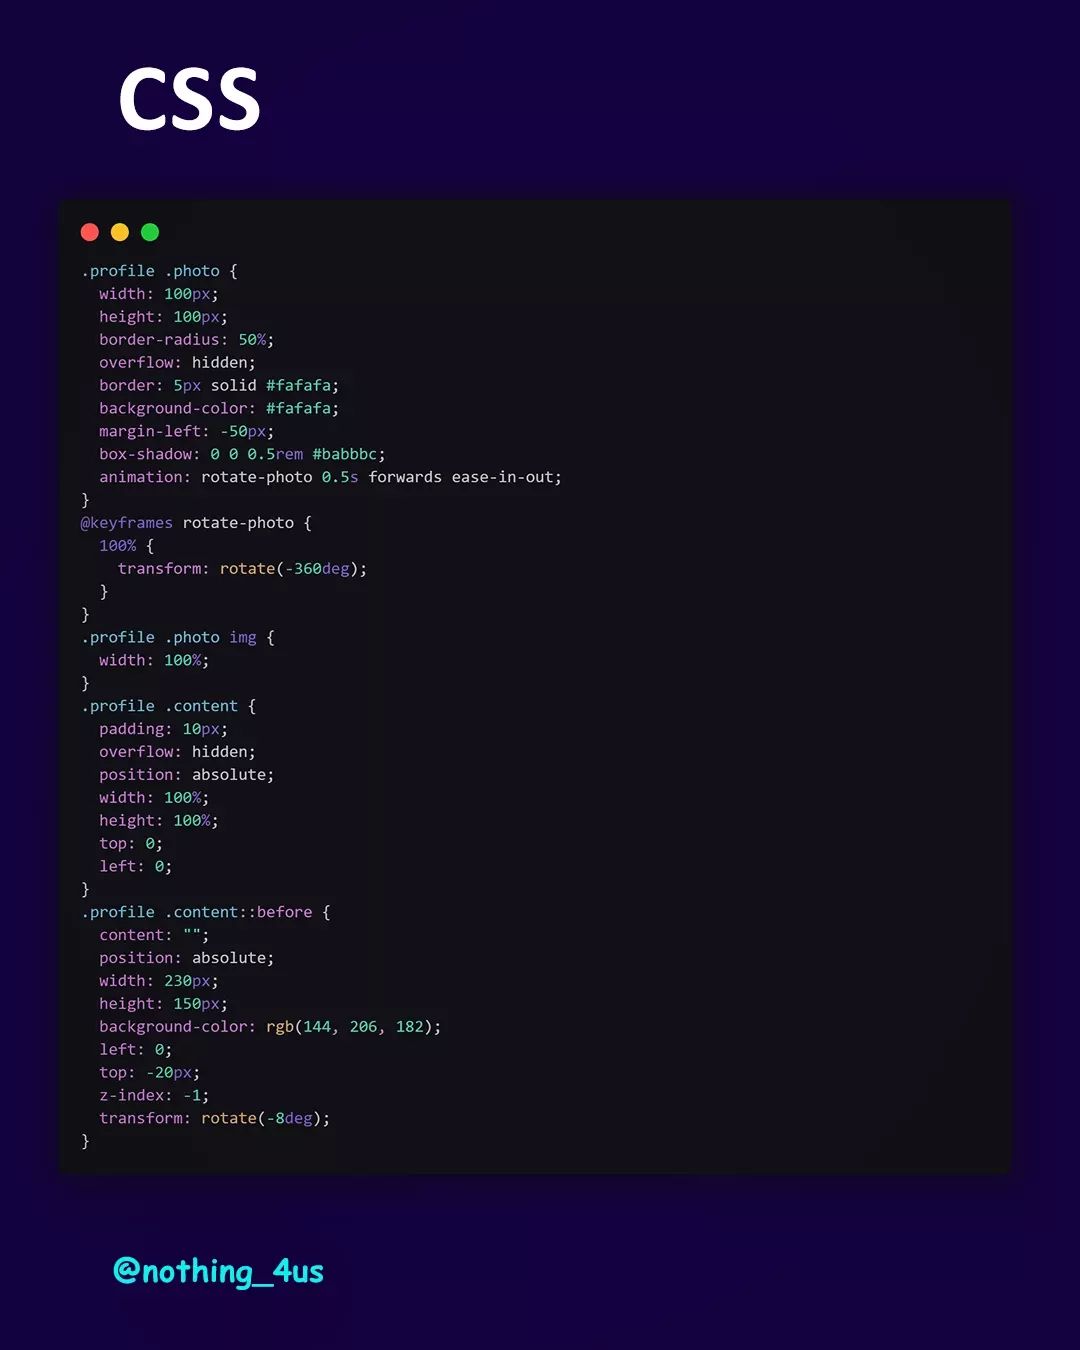 CSS
.profile .photo {
  width: 100px;
  height: 100px;
  border-radius: 50%;
  overflow: hidden;
  border: 5px solid #fafafa;
  background-color: #fafafa;
  margin-left: -50px;
  box-shadow: 0 0 0.5rem #babbbc;
  animation: rotate-photo 0.5s forwards ease-in-out;
}
@keyframes rotate-photo {
  100% {
    transform: rotate(-360deg);
  }
}
.profile .photo img {
  width: 100%;
}
.profile .content {
  padding: 10px;
  overflow: hidden;
  position: absolute;
  width: 100%;
  height: 100%;
  top: 0;
  left: 0;
}
.profile .content::before {
  content: "";
  position: absolute;
  width: 230px;
  height: 150px;
  background-color: rgb(144, 206, 182);
  left: 0;
  top: -20px;
  z-index: -1;
  transform: rotate(-8deg);
}
@nothing_4us